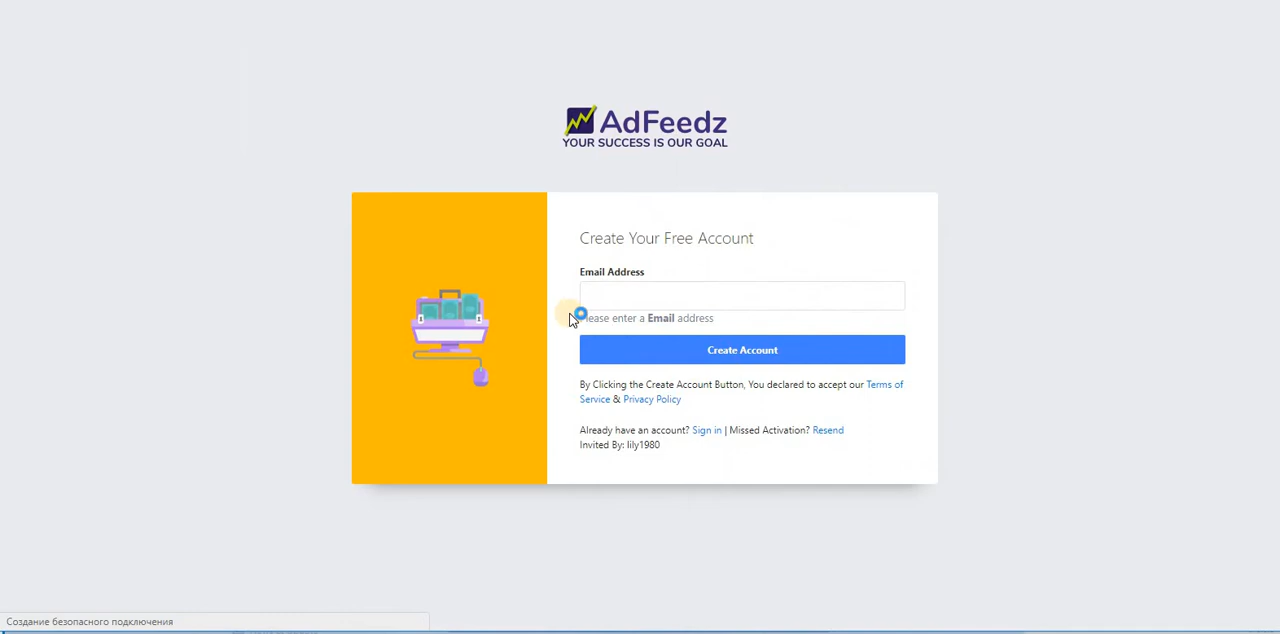 AdFeedz
YOUR SUCCESS IS OUR GOAL
Create Your Free Account
Email Address
lease enter a Email address
Create Account
By Clicking the Create Account Button, You declared to accept our Terms of
Service & Privacy Policy
Already have an account? Sign in | Missed Activation? Resend
Invited By: lily1980
Создание безопасного подключения